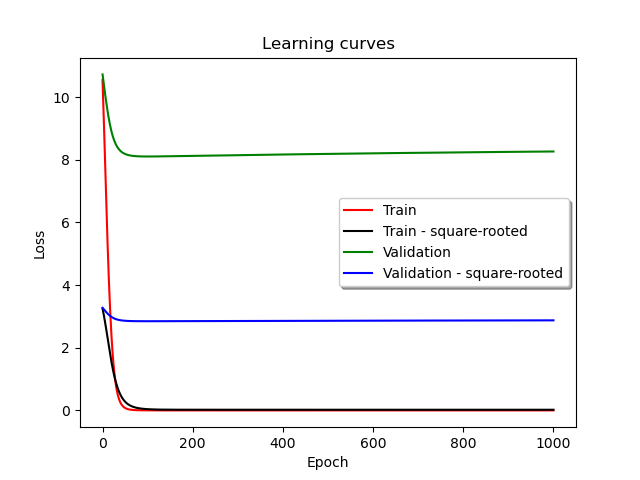 Learning curves
Loss
10
8
6
4
2
0
Train
Train - square-rooted
Validation
Validation - square-rooted
0 200 400 600 800 1000
Epoch